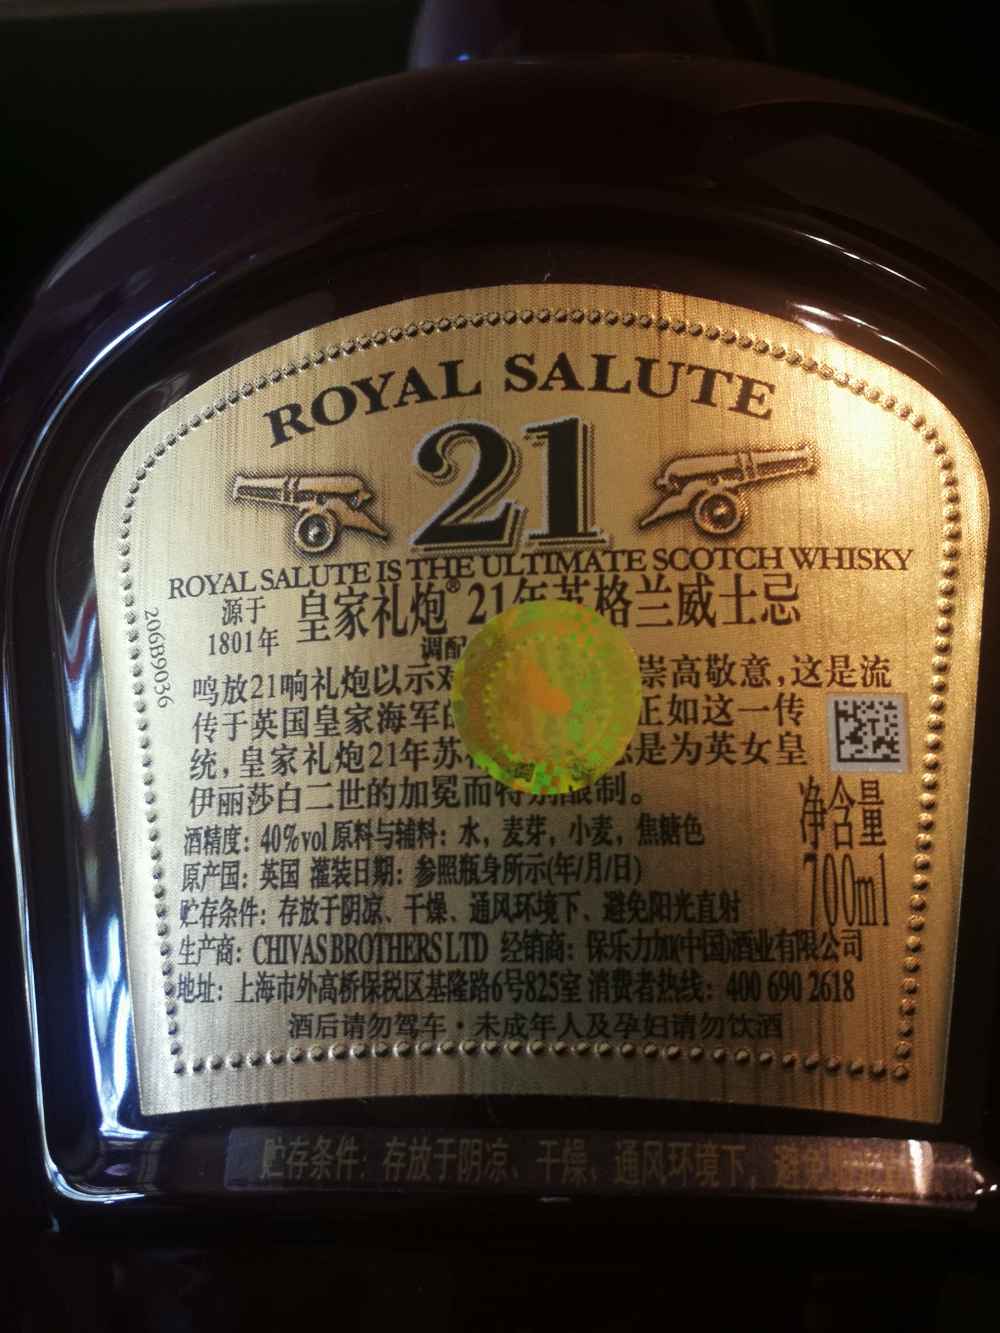 ROYAL SALUTE
21
ROYAL SALUTE IS THE ULTIMATE SCOTCH WHISKY
源于
1801年
皇家礼炮® 21年苏格兰威士忌
调配
206B9036
鸣放21响礼炮以示对 崇高敬意,这是流
传于英国皇家海军的 正如这一传
统,皇家礼炮21年苏格 是为英女皇
伊丽莎白二世的加冕而特别酿制。
净含量
700ml
酒精度: 40%vol 原料与辅料: 水, 麦芽, 小麦, 焦糖色
原产国: 英国 灌装日期: 参照瓶身所示(年/月/日)
贮存条件: 存放于阴凉、干燥、通风环境下、避免阳光直射
生产商: CHIVAS BROTHERS LTD 经销商: 保乐力加(中国)酒业有限公司
地址: 上海市外高桥保税区基隆路6号825室 消费者热线: 400 690 2618
酒后请勿驾车·未成年人及孕妇请勿饮酒
贮存条件: 存放于阴凉、干燥、通风环境下, 避免